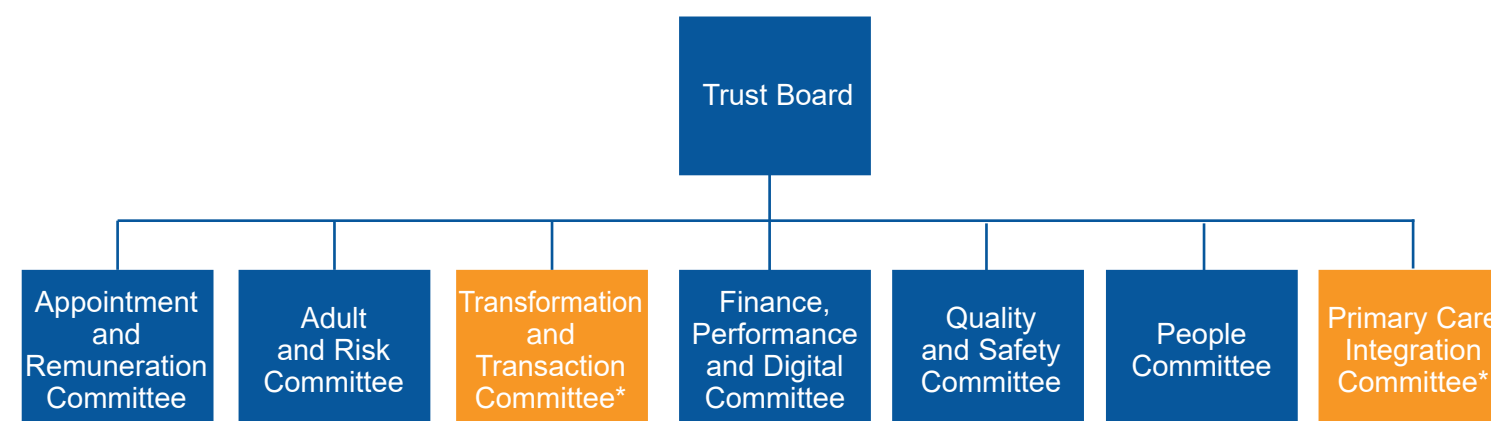 Trust Board
Appointment
and
Remuneration
Committee
Adult
and Risk
Committee
Transformation
and
Transaction
Committee*
Finance,
Performance
and Digital
Committee
Quality
and Safety
Committee
People
Committee
Primary Care
Integration
Committee*